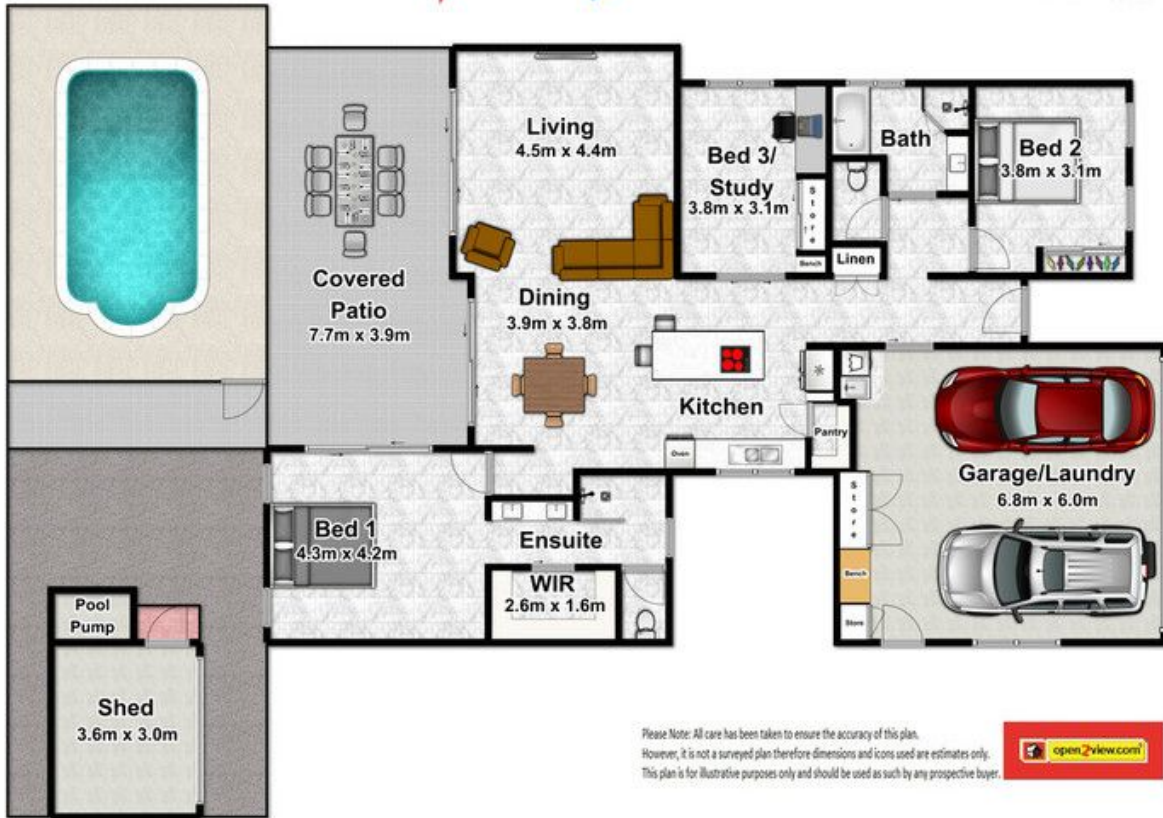 Living
4.5m x 4.4m
Bed 3/
Study
3.8m x 3.1m
Store
Bench
Bath
Linen
Bed 2
3.8m x 3.1m
Covered
Patio
7.7m x 3.9m
Dining
3.9m x 3.8m
Kitchen
Oven
Pantry
Garage/Laundry
6.8m x 6.0m
Store
Bench
Store
Bed 1
4.3m x 4.2m
Ensuite
WIR
2.6m x 1.6m
Pool
Pump
Shed
3.6m x 3.0m
Please Note: All care has been taken to ensure the accuracy of this plan.
However, it is not a surveyed plan therefore dimensions and icons used are estimates only.
This plan is for illustrative purposes only and should be used as such by any prospective buyer.
open2view.com